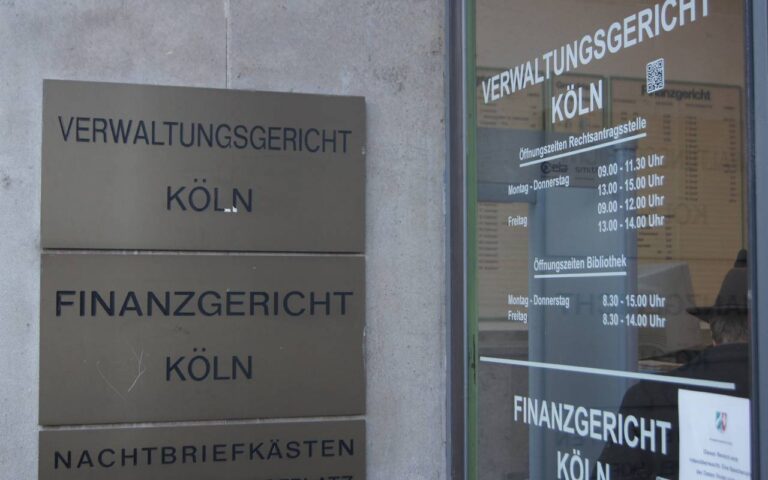 VERWALTUNGSGERICHT
KÖLN
FINANZGERICHT
KÖLN
NACHTBRIEFKÄSTEN
VERWALTUNGSGERICHT
KÖLN
Öffnungszeiten Rechtsantragsstelle
Montag - Donnerstag 09.00 - 11.30 Uhr
13.00 - 15.00 Uhr
Freitag 09.00 - 12.00 Uhr
13.00 - 14.00 Uhr
Öffnungszeiten Bibliothek
Montag - Donnerstag 8.30 - 15.00 Uhr
Freitag 8.30 - 14.00 Uhr
FINANZGERICHT
KÖLN
Finanzgericht